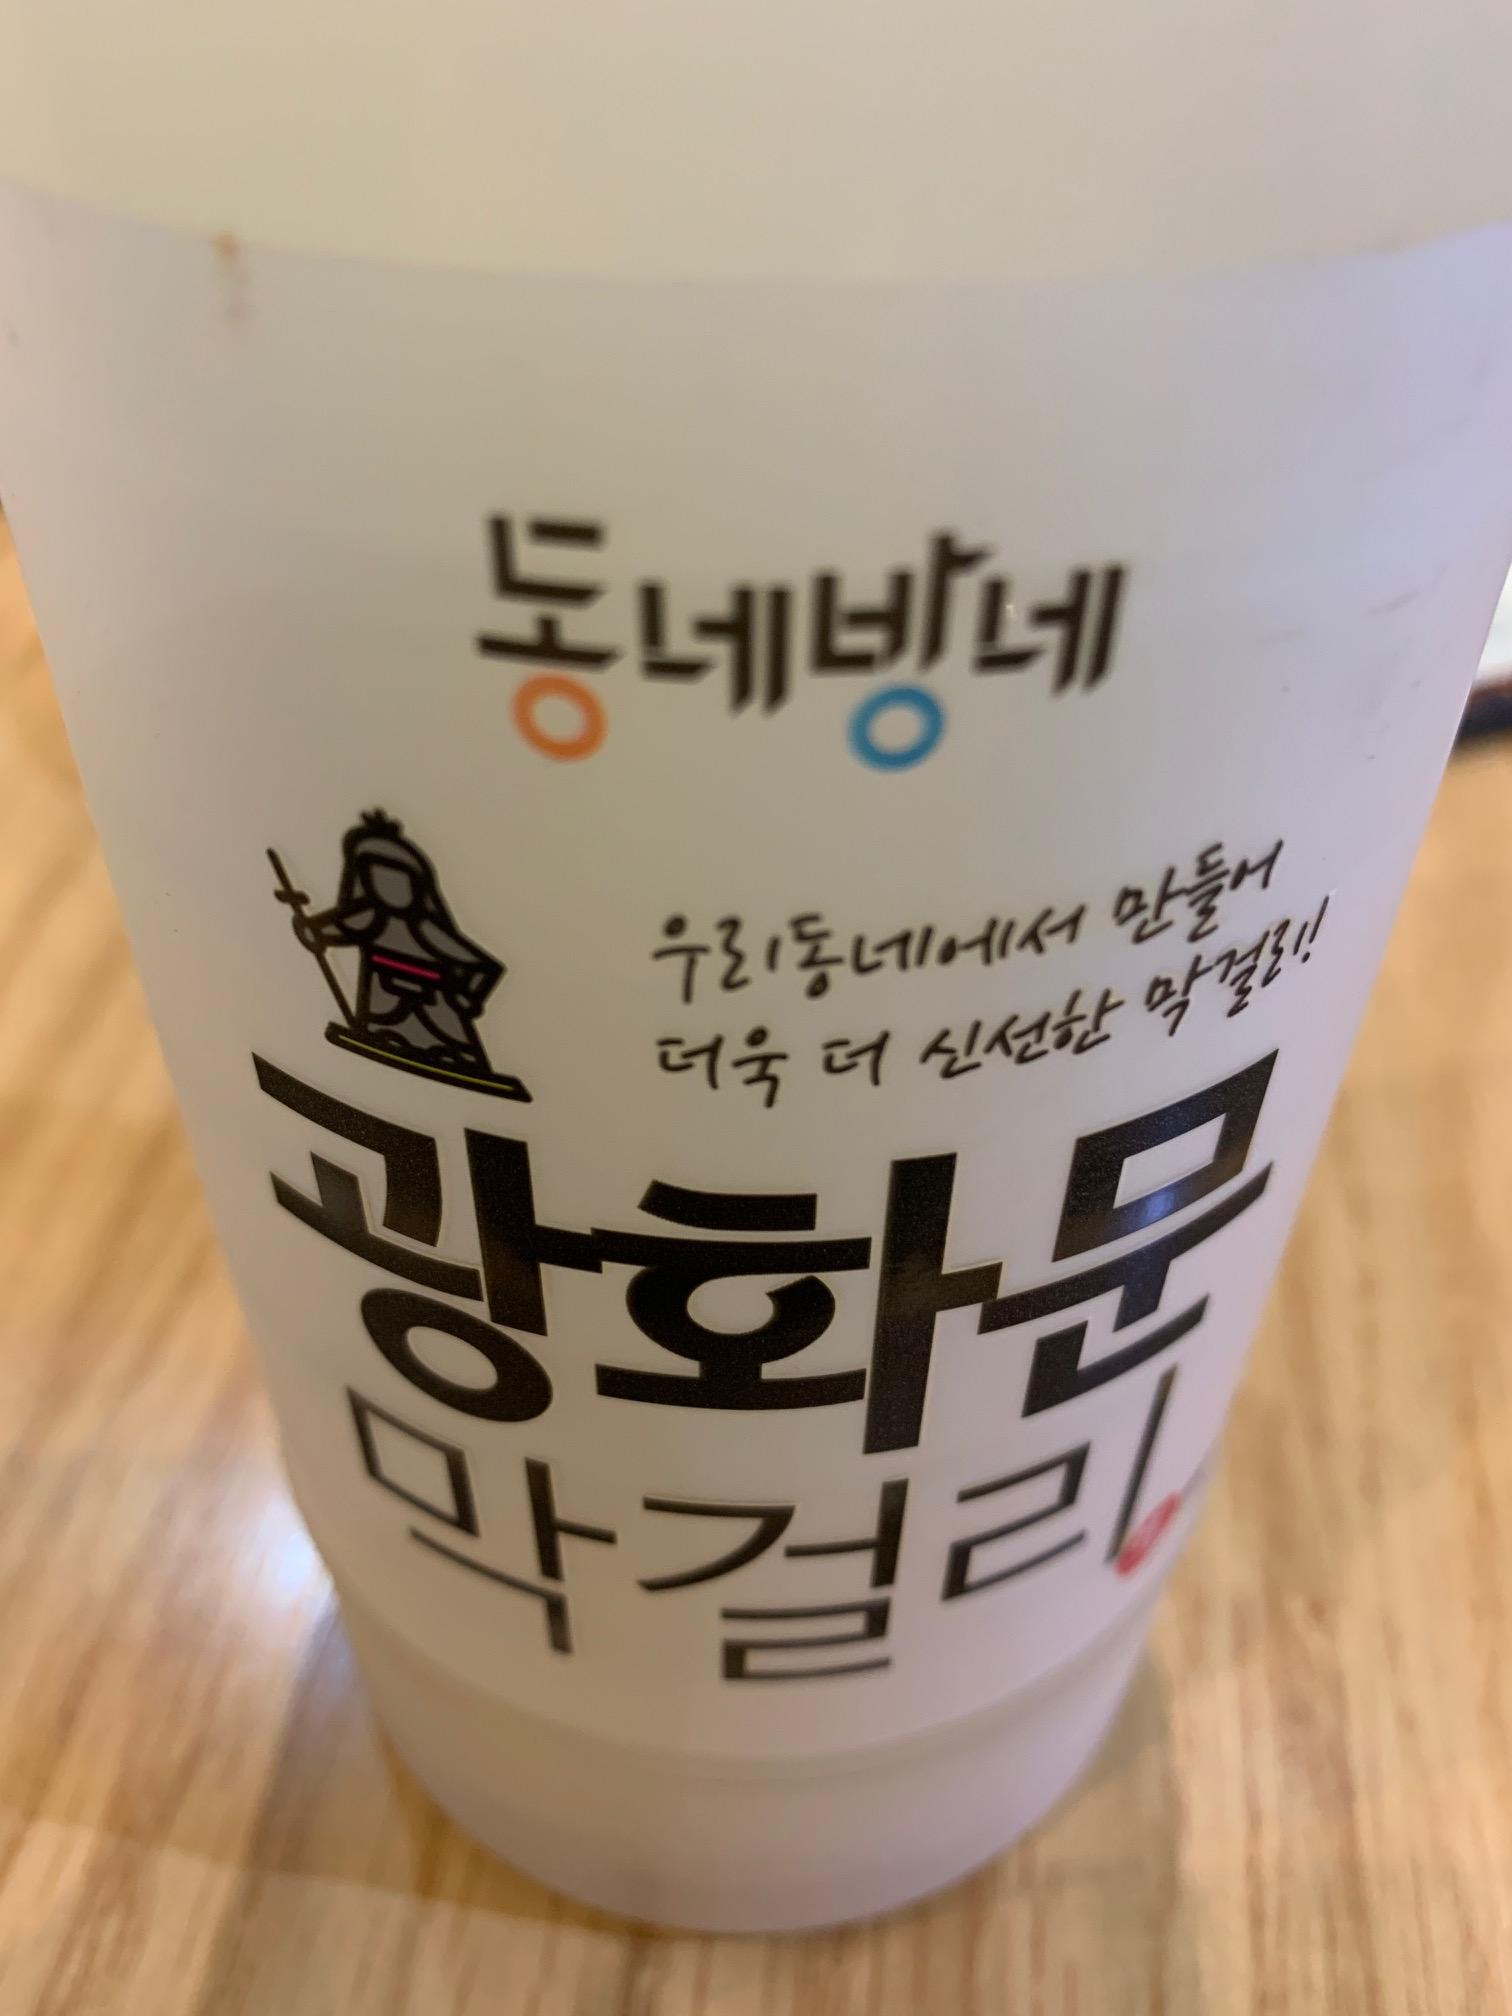 동네방네
우리동네에서 만들어
더욱 더 신선한 막걸리!
광화문
막걸리